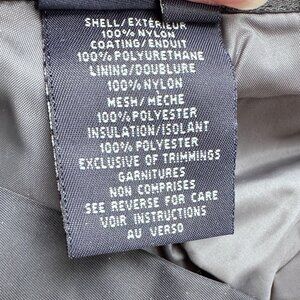 SHELL/EXTÉRIEUR
100% NYLON
COATING/ENDUIT
100% POLYURETHANE
LINING/DOUBLURE
100% NYLON
MESH/MÈCHE
100% POLYESTER
INSULATION/ISOLANT
100% POLYESTER
EXCLUSIVE OF TRIMMINGS
GARNITURES
NON COMPRISES
SEE REVERSE FOR CARE
VOIR INSTRUCTIONS
AU VERSO